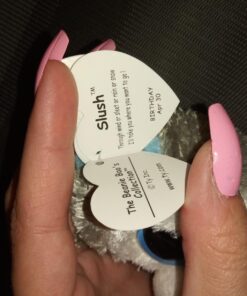 Slush™
Through wind or sleet or rain or snow
I'll take you where you want to go!
BIRTHDAY
Apr 30
The Beanie Boo's
Collection
© Ty Inc.
www.ty.com